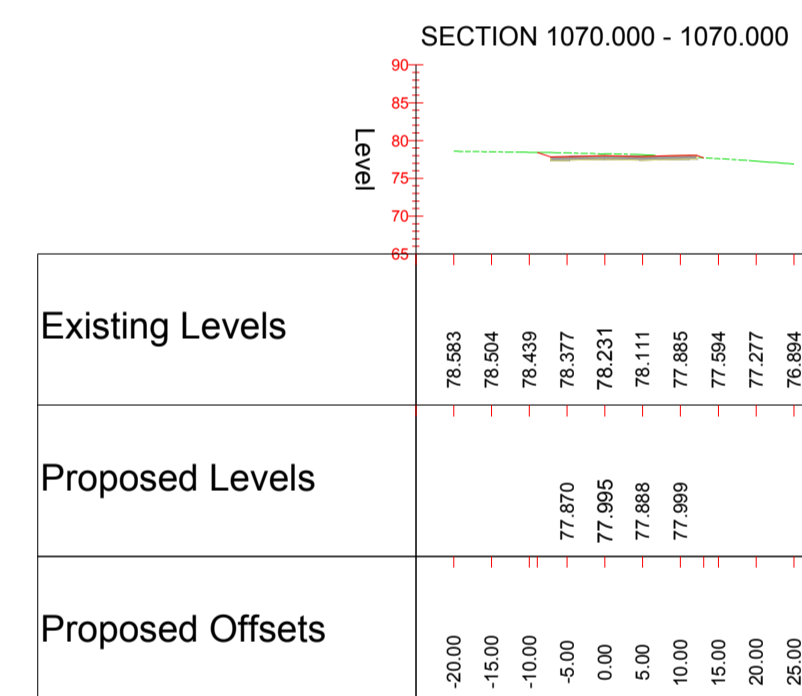 SECTION 1070.000 - 1070.000
90
85
80
75
70
65
Level
Existing Levels
78.583 78.504 78.439 78.377 78.231 78.111 77.885 77.594 77.277 76.894
Proposed Levels
77.870 77.995 77.888 77.999
Proposed Offsets
-20.00 -15.00 -10.00 -5.00 0.00 5.00 10.00 15.00 20.00 25.00